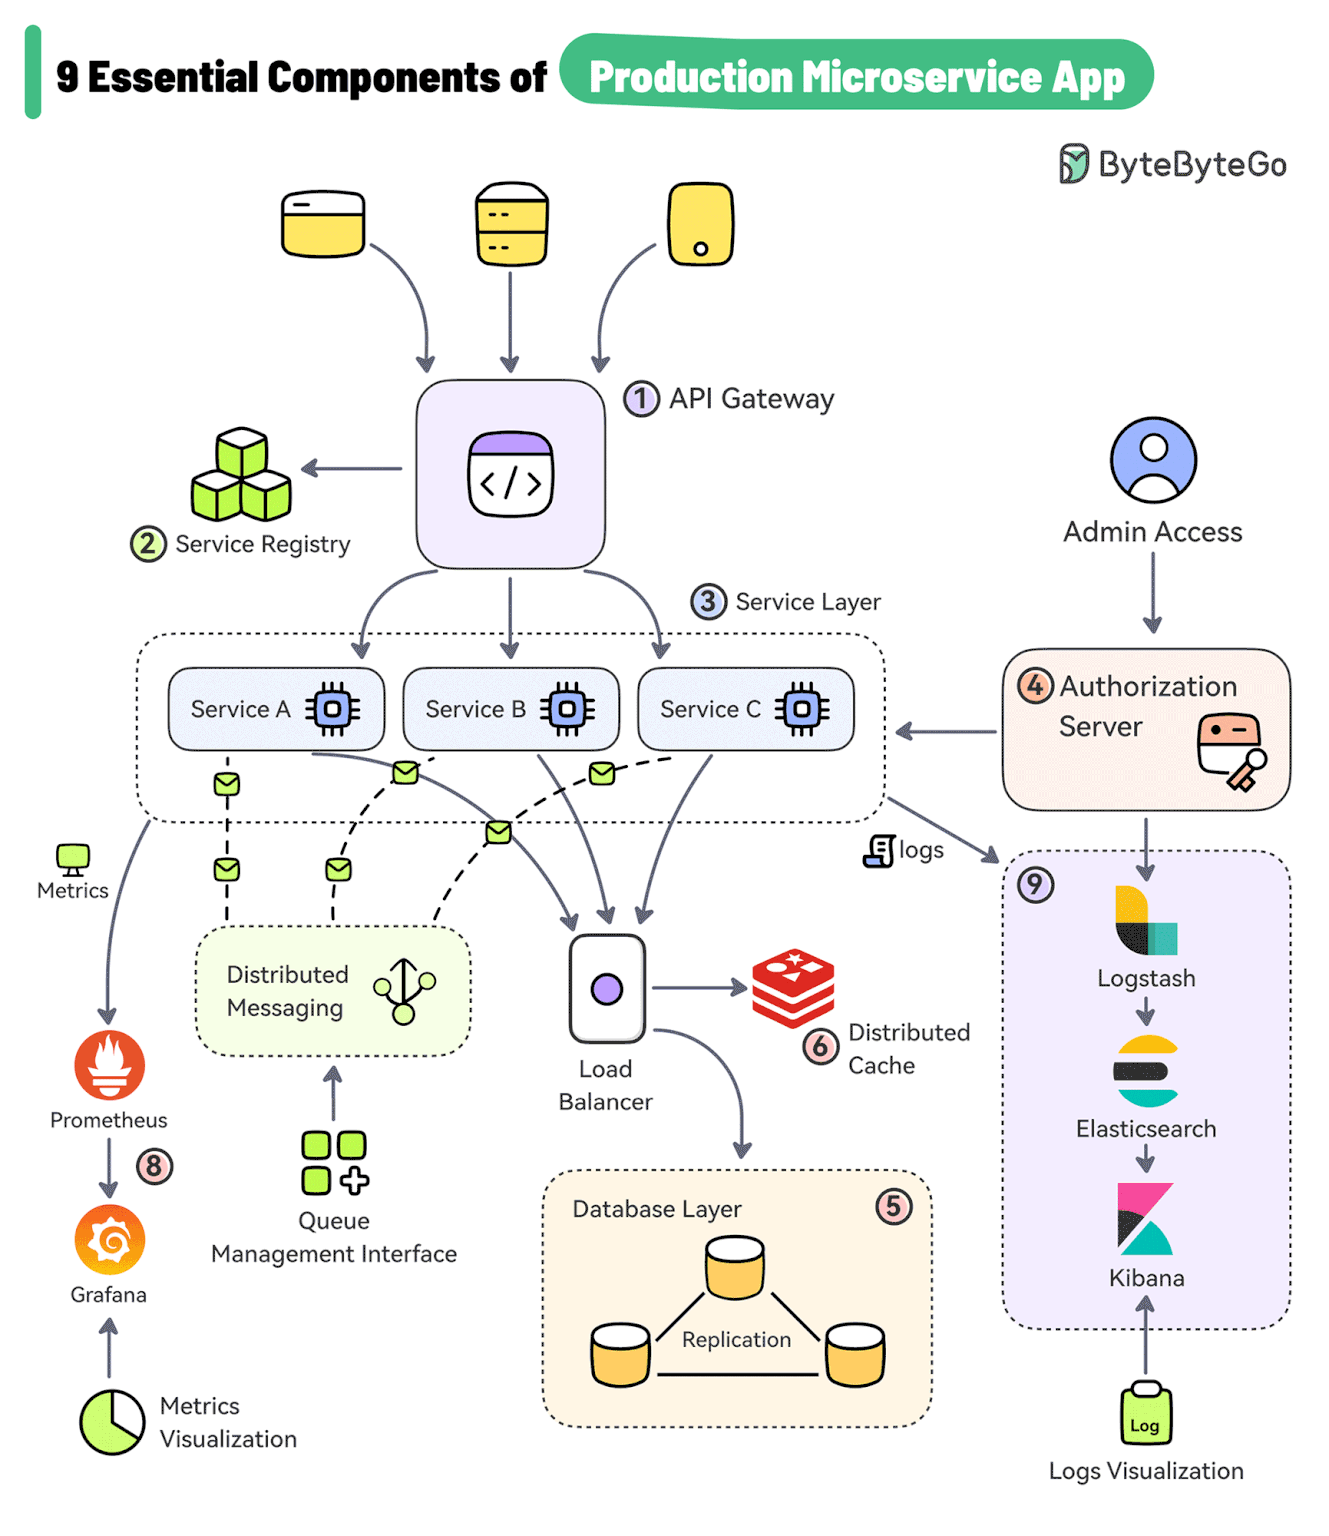 9 Essential Components of Production Microservice App
ByteByteGo
1 API Gateway
2 Service Registry
Admin Access
3 Service Layer
Service A
Service B
Service C
4 Authorization
Server
Metrics
logs
9
Distributed
Messaging
Logstash
Load
Balancer
6 Distributed
Cache
Prometheus
8
Elasticsearch
Queue
Management Interface
Database Layer
5
Replication
Grafana
Kibana
Metrics
Visualization
Log
Logs Visualization